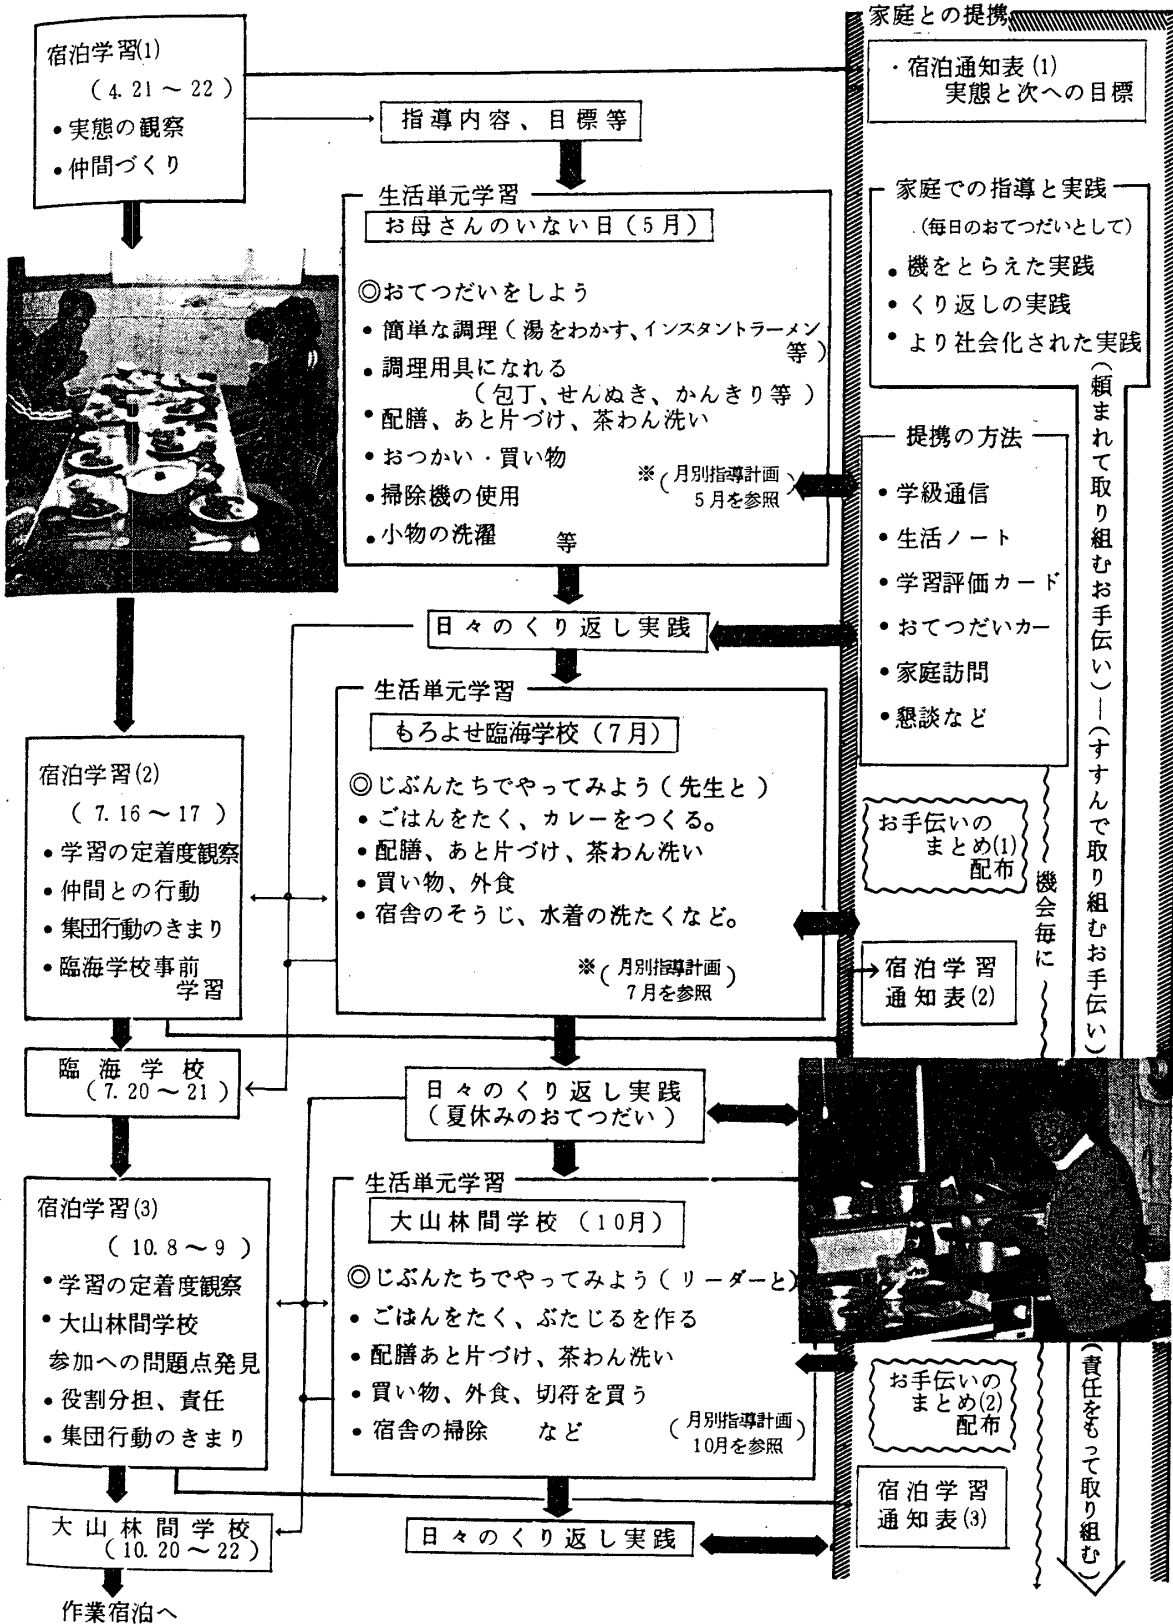 宿泊学習(1)
(4.21～22)
•実態の観察
•仲間づくり
指導内容、目標等
生活単元学習
お母さんのいない日(5月)
◎おてつだいをしよう
•簡単な調理(湯をわかす、インスタントラーメン
等)
•調理用具になれる
(包丁、せんぬき、かんきり等)
•配膳、あと片づけ、茶わん洗い
•おつかい・買い物
•掃除機の使用
•小物の洗濯 等
※(月別指導計画
5月を参照)
日々のくり返し実践
生活単元学習
もろよせ臨海学校(7月)
◎じぶんたちでやってみよう(先生と)
•ごはんをたく、カレーをつくる。
•配膳、あと片づけ、茶わん洗い
•買い物、外食
•宿舎のそうじ、水着の洗たくなど。
※(月別指導計画
7月を参照)
宿泊学習(2)
(7.16～17)
•学習の定着度観察
•仲間との行動
•集団行動のきまり
•臨海学校事前
学習
臨海学校
(7.20～21)
日々のくり返し実践
(夏休みのおてつだい)
宿泊学習(3)
(10.8～9)
•学習の定着度観察
•大山林間学校
参加への問題点発見
•役割分担、責任
•集団行動のきまり
生活単元学習
大山林間学校(10月)
◎じぶんたちでやってみよう(リーダーと)
•ごはんをたく、ぶたじるを作る
•配膳あと片づけ、茶わん洗い
•買い物、外食、切符を買う
•宿舎の掃除 など
(月別指導計画
10月を参照)
大山林間学校
(10.20～22)
日々のくり返し実践
作業宿泊へ
家庭との提携
・宿泊通知表(1)
実態と次への目標
家庭での指導と実践
(毎日のおてつだいとして)
•機をとらえた実践
•くり返しの実践
•より社会化された実践
提携の方法
•学級通信
•生活ノート
•学習評価カード
•おてつだいカー
•家庭訪問
•懇談など
お手伝いの
まとめ(1)
配布
機会毎に
(頼まれて取り組むお手伝い)—(すすんで取り組むお手伝い)
宿泊学習
通知表(2)
お手伝いの
まとめ(2)
配布
(責任をもって取り組む)
宿泊学習
通知表(3)